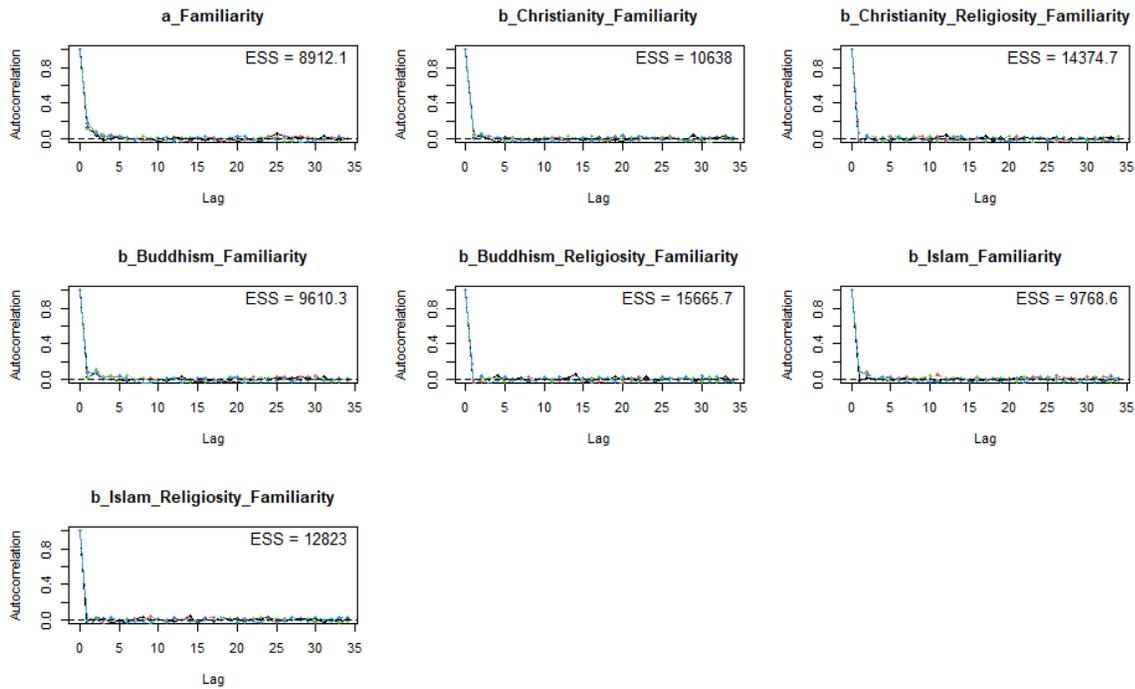 a_Familiarity
ESS = 8912.1
Autocorrelation
0.0 0.4 0.8
0 5 10 15 20 25 30 35
Lag
b_Christianity_Familiarity
ESS = 10638
Autocorrelation
0.0 0.4 0.8
0 5 10 15 20 25 30 35
Lag
b_Christianity_Religiosity_Familiarity
ESS = 14374.7
Autocorrelation
0.0 0.4 0.8
0 5 10 15 20 25 30 35
Lag
b_Buddhism_Familiarity
ESS = 9610.3
Autocorrelation
0.0 0.4 0.8
0 5 10 15 20 25 30 35
Lag
b_Buddhism_Religiosity_Familiarity
ESS = 15665.7
Autocorrelation
0.0 0.4 0.8
0 5 10 15 20 25 30 35
Lag
b_Islam_Familiarity
ESS = 9768.6
Autocorrelation
0.0 0.4 0.8
0 5 10 15 20 25 30 35
Lag
b_Islam_Religiosity_Familiarity
ESS = 12823
Autocorrelation
0.0 0.4 0.8
0 5 10 15 20 25 30 35
Lag